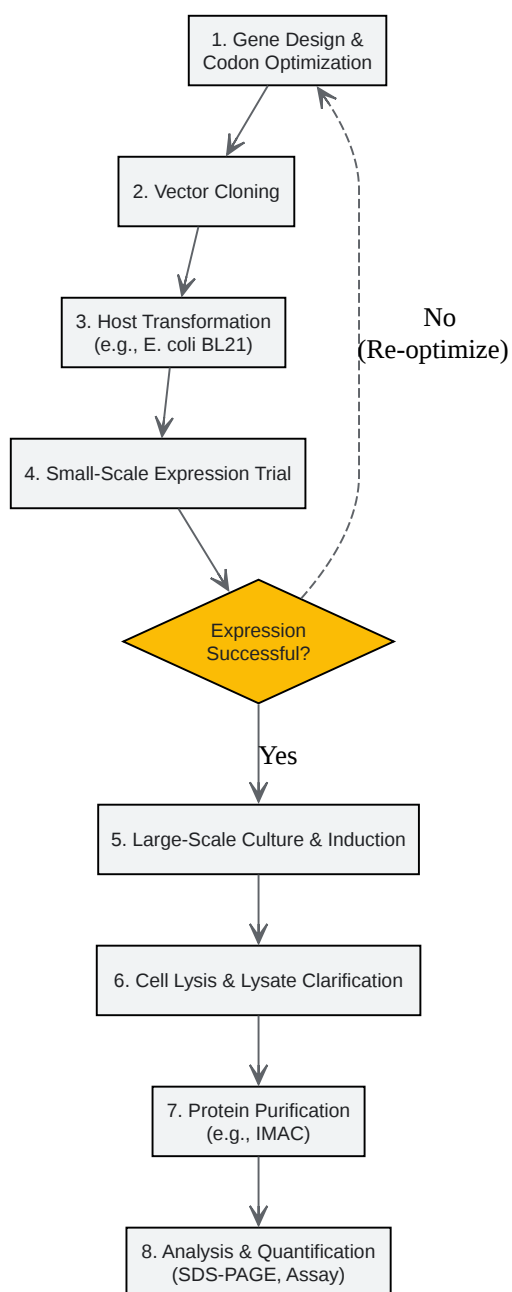 1. Gene Design &
Codon Optimization
2. Vector Cloning
3. Host Transformation
(e.g., E. coli BL21)
No
(Re-optimize)
4. Small-Scale Expression Trial
Expression
Successful?
Yes
5. Large-Scale Culture & Induction
6. Cell Lysis & Lysate Clarification
7. Protein Purification
(e.g., IMAC)
8. Analysis & Quantification
(SDS-PAGE, Assay)